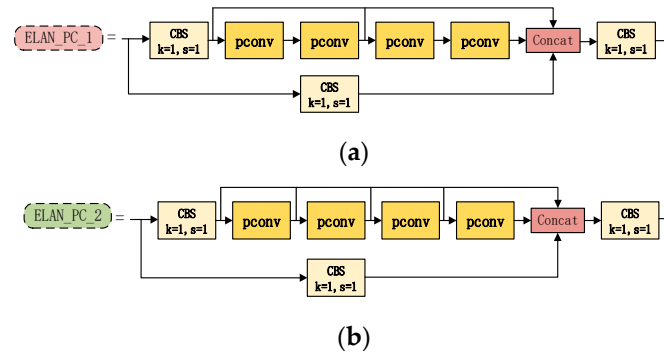 ELAN_PC_1 =
CBS
k=1, s=1
pconv
pconv
pconv
pconv
Concat
CBS
k=1, s=1
CBS
k=1, s=1
(a)
ELAN_PC_2 =
CBS
k=1, s=1
pconv
pconv
pconv
pconv
Concat
CBS
k=1, s=1
CBS
k=1, s=1
(b)